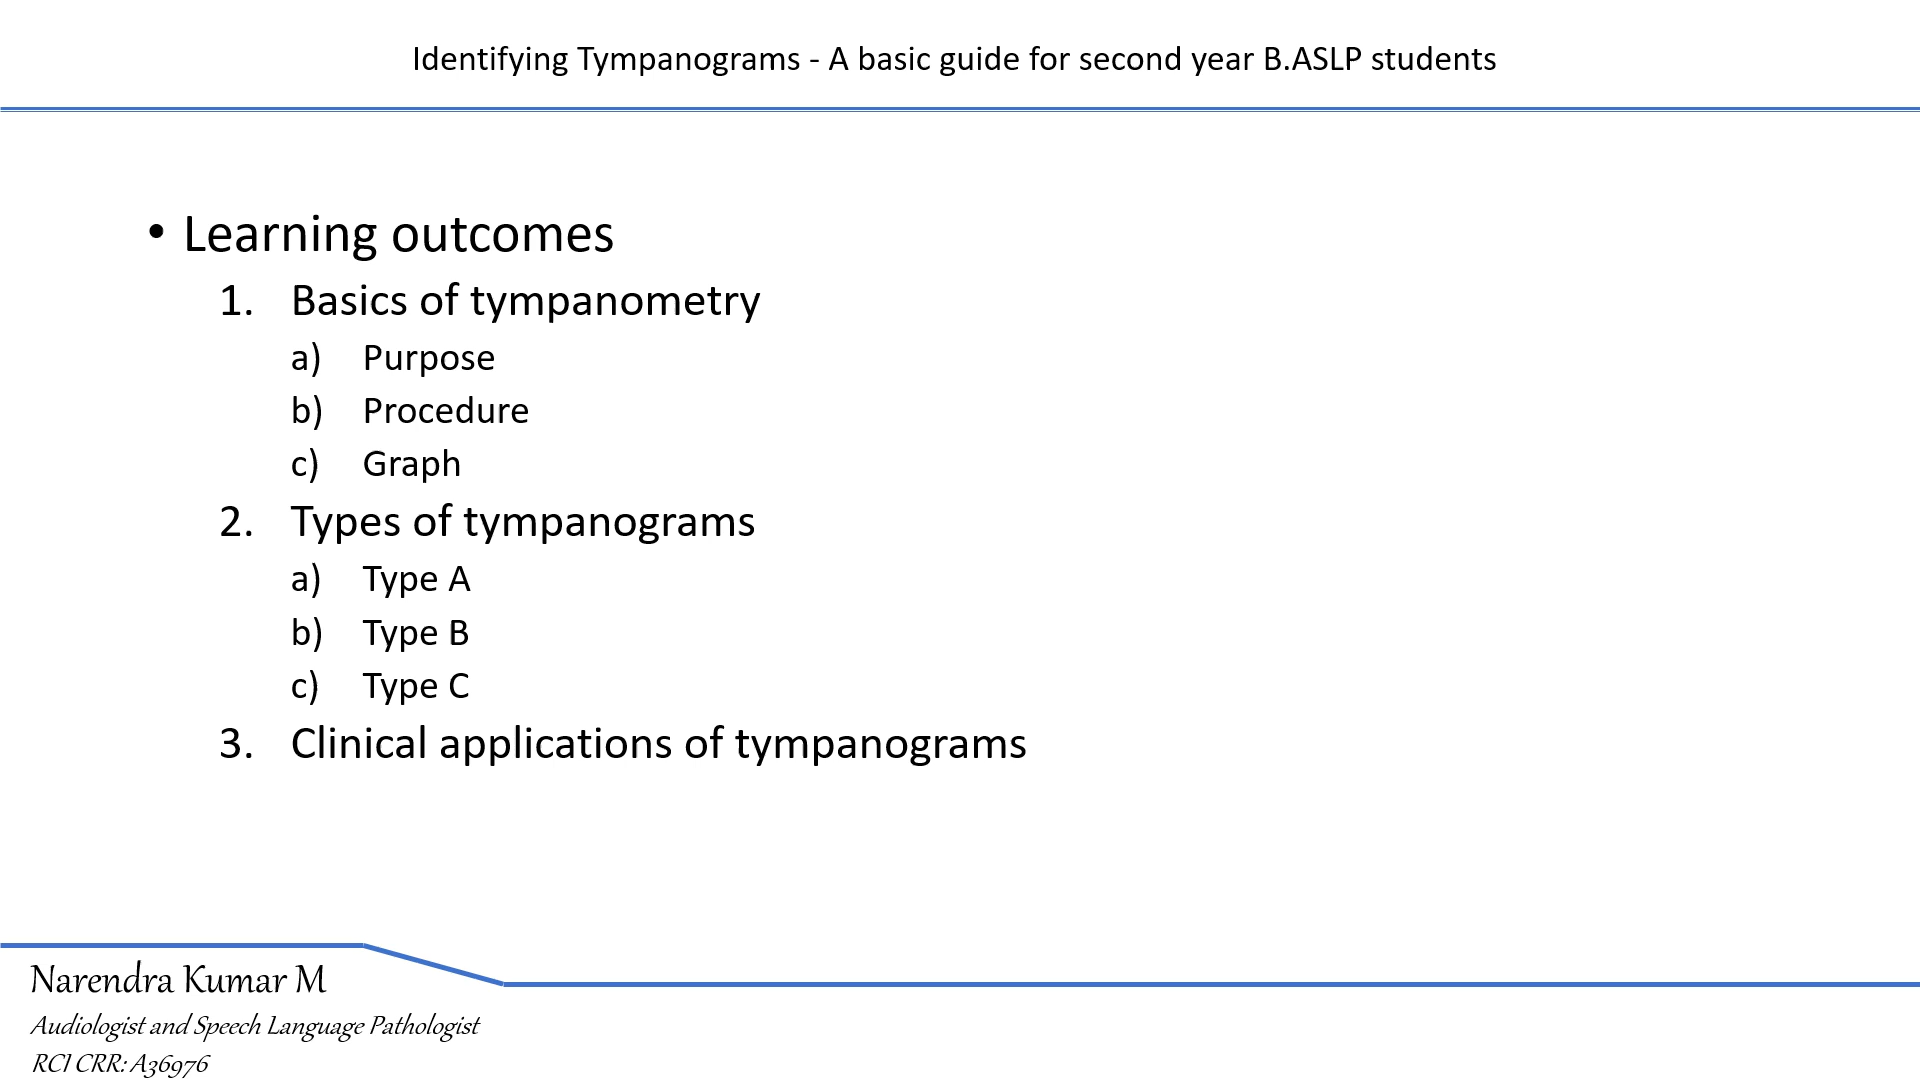 Identifying Tympanograms - A basic guide for second year B.ASLP students
• Learning outcomes
1. Basics of tympanometry
a) Purpose
b) Procedure
c) Graph
2. Types of tympanograms
a) Type A
b) Type B
c) Type C
3. Clinical applications of tympanograms
Narendra Kumar M
Audiologist and Speech Language Pathologist
RCI CRR: A36976